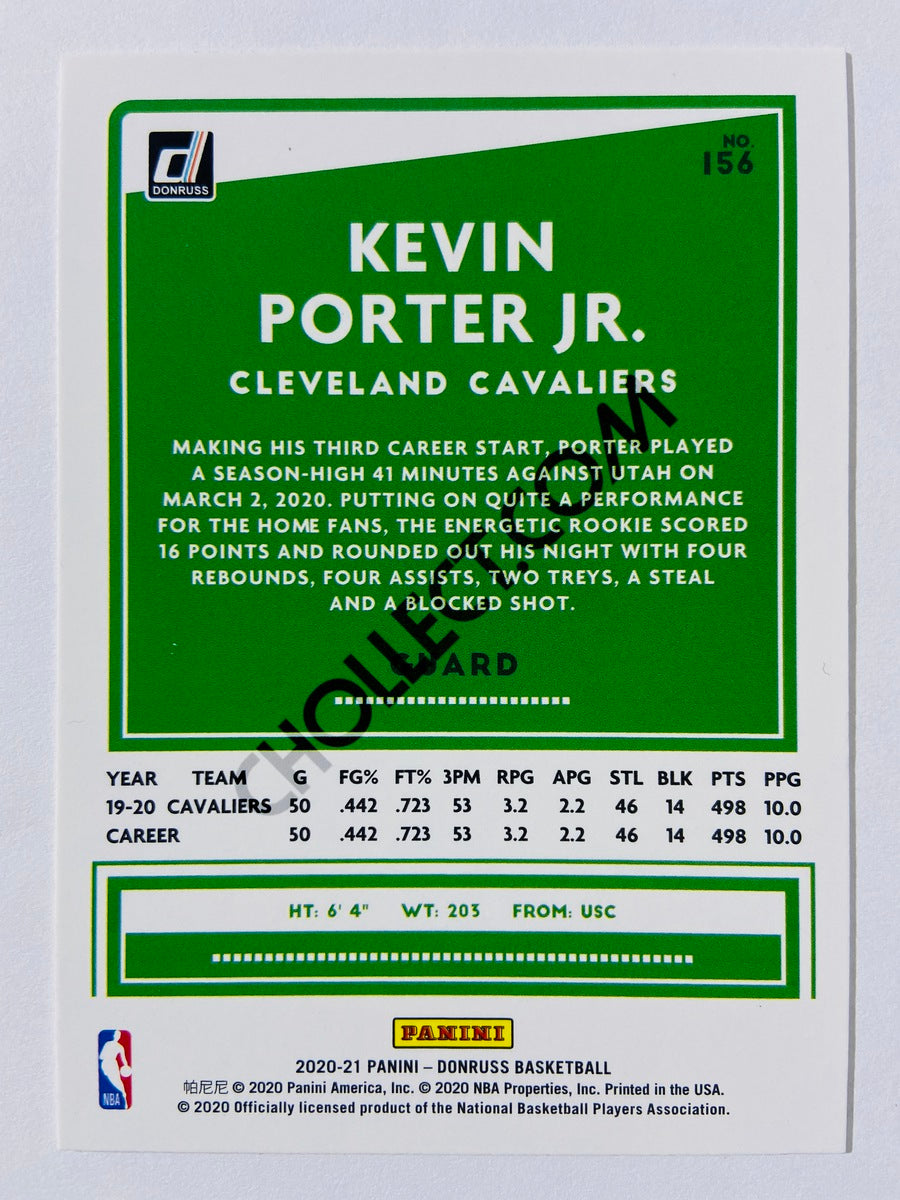 DONRUSS
NO.
156
KEVIN
PORTER JR.
CLEVELAND CAVALIERS
MAKING HIS THIRD CAREER START, PORTER PLAYED
A SEASON-HIGH 41 MINUTES AGAINST UTAH ON
MARCH 2, 2020. PUTTING ON QUITE A PERFORMANCE
FOR THE HOME FANS, THE ENERGETIC ROOKIE SCORED
16 POINTS AND ROUNDED OUT HIS NIGHT WITH FOUR
REBOUNDS, FOUR ASSISTS, TWO TREYS, A STEAL
AND A BLOCKED SHOT.
GUARD
CHOLLECT.COM
YEAR TEAM G FG% FT% 3PM RPG APG STL BLK PTS PPG
19-20 CAVALIERS 50 .442 .723 53 3.2 2.2 46 14 498 10.0
CAREER 50 .442 .723 53 3.2 2.2 46 14 498 10.0
HT: 6' 4" WT: 203 FROM: USC
PANINI
2020-21 PANINI – DONRUSS BASKETBALL
帕尼尼 © 2020 Panini America, Inc. © 2020 NBA Properties, Inc. Printed in the USA.
© 2020 Officially licensed product of the National Basketball Players Association.
NBA